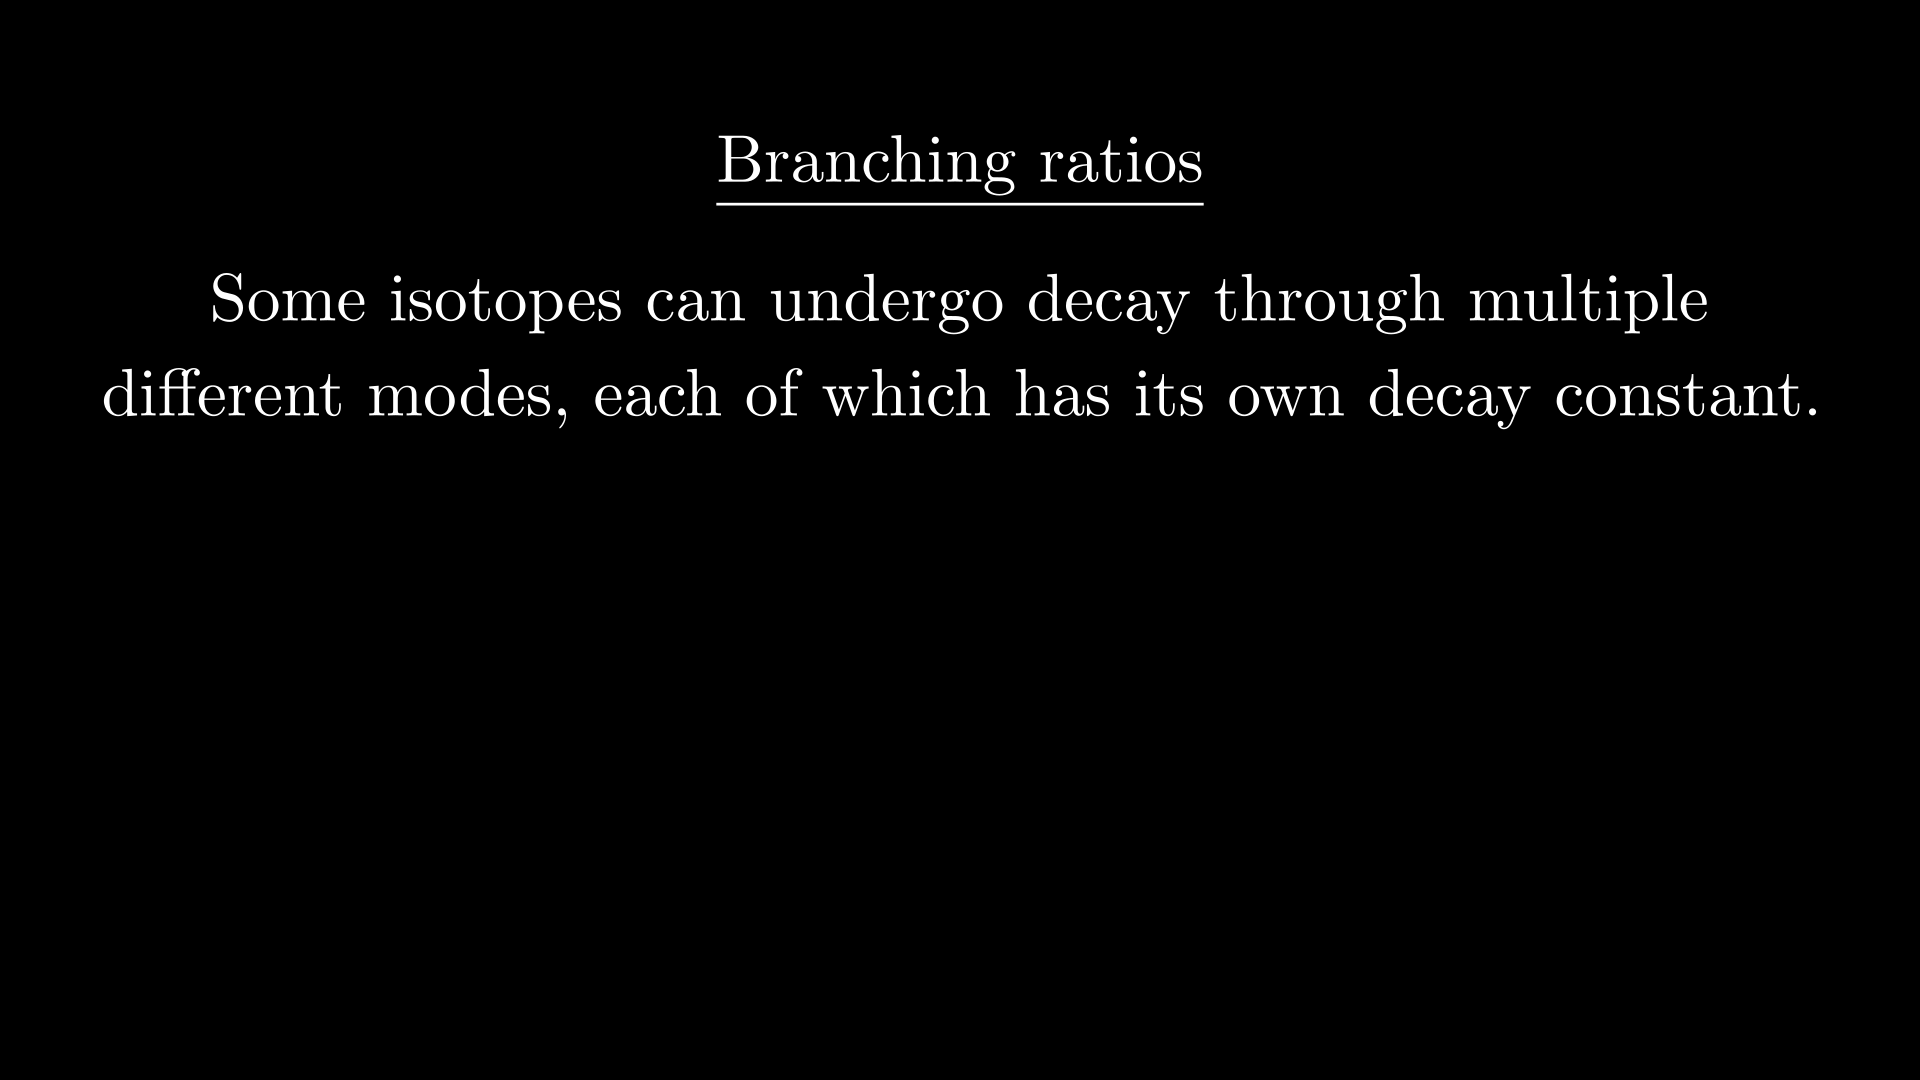 Branching ratios
Some isotopes can undergo decay through multiple
different modes, each of which has its own decay constant.